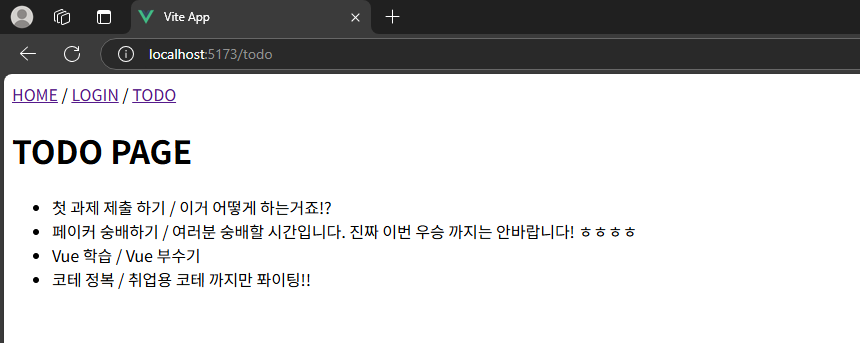 Vite App
localhost:5173/todo
HOME / LOGIN / TODO
TODO PAGE
첫 과제 제출 하기 / 이거 어떻게 하는거죠!?
페이커 숭배하기 / 여러분 숭배할 시간입니다. 진짜 이번 우승 까지는 안바랍니다! ㅎㅎㅎㅎ
Vue 학습 / Vue 부수기
코테 정복 / 취업용 코테 까지만 퐈이팅!!